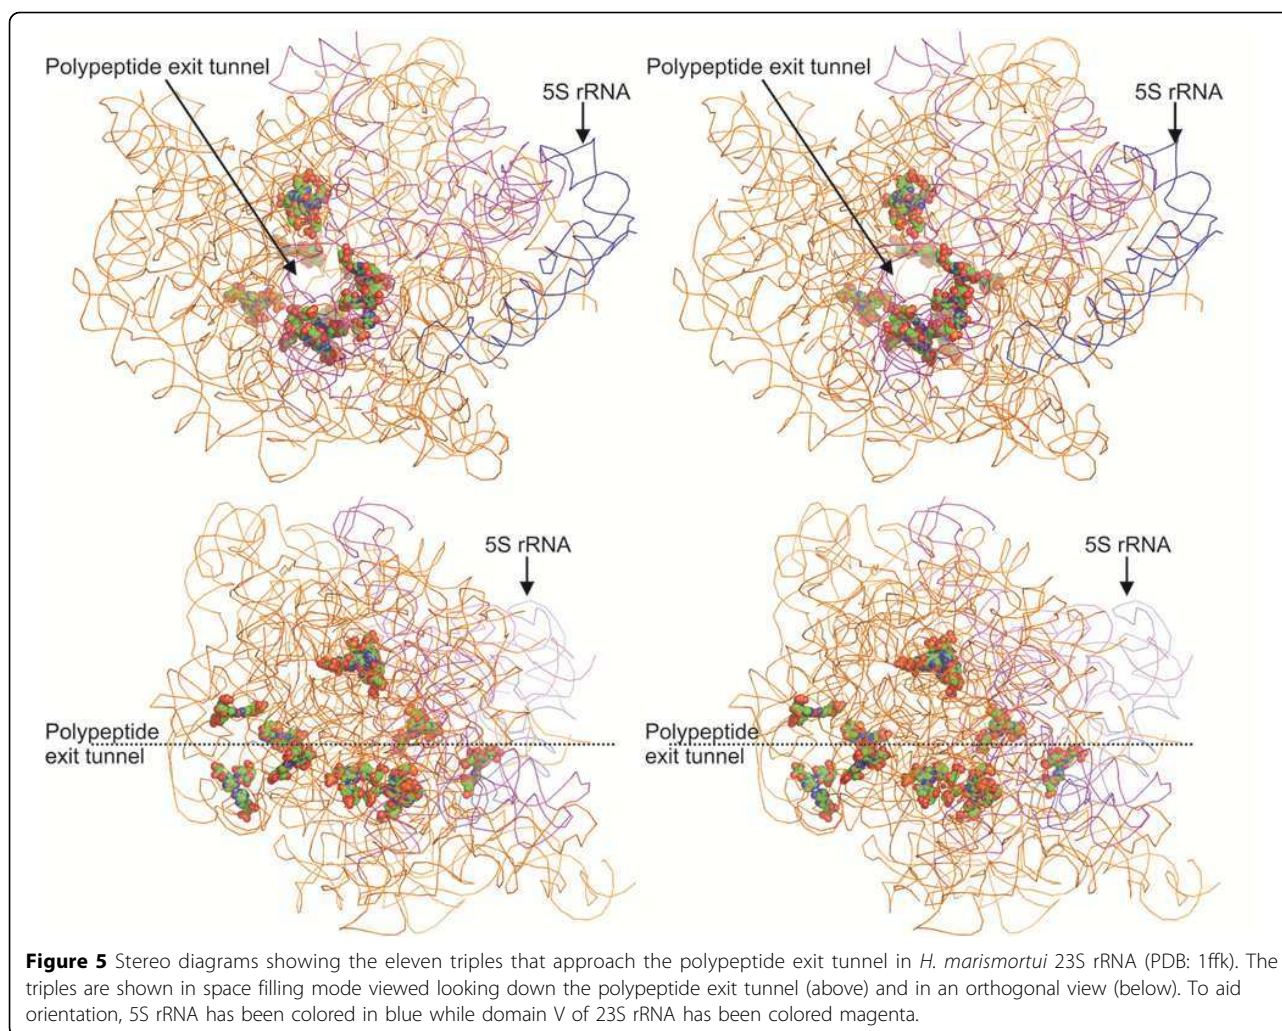 Polypeptide exit tunnel
5S rRNA
Polypeptide exit tunnel
5S rRNA
5S rRNA
Polypeptide
exit tunnel
5S rRNA
Polypeptide
exit tunnel
Figure 5 Stereo diagrams showing the eleven triples that approach the polypeptide exit tunnel in H. marismortui 23S rRNA (PDB: 1ffk). The
triples are shown in space filling mode viewed looking down the polypeptide exit tunnel (above) and in an orthogonal view (below). To aid
orientation, 5S rRNA has been colored in blue while domain V of 23S rRNA has been colored magenta.